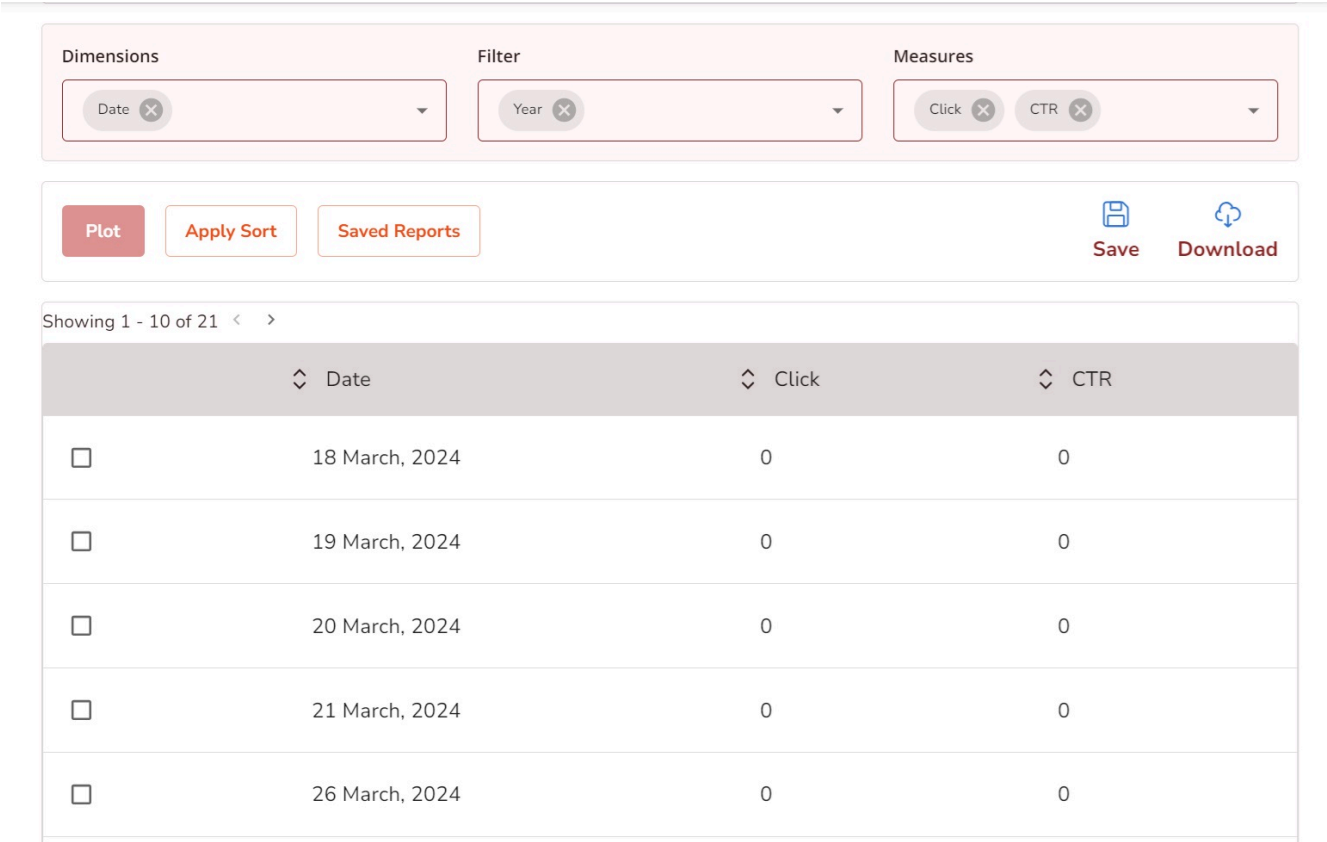 Dimensions Filter Measures
Date Year Click CTR
Plot Apply Sort Saved Reports Save Download
Showing 1 - 10 of 21
Date Click CTR
18 March, 2024 0 0
19 March, 2024 0 0
20 March, 2024 0 0
21 March, 2024 0 0
26 March, 2024 0 0